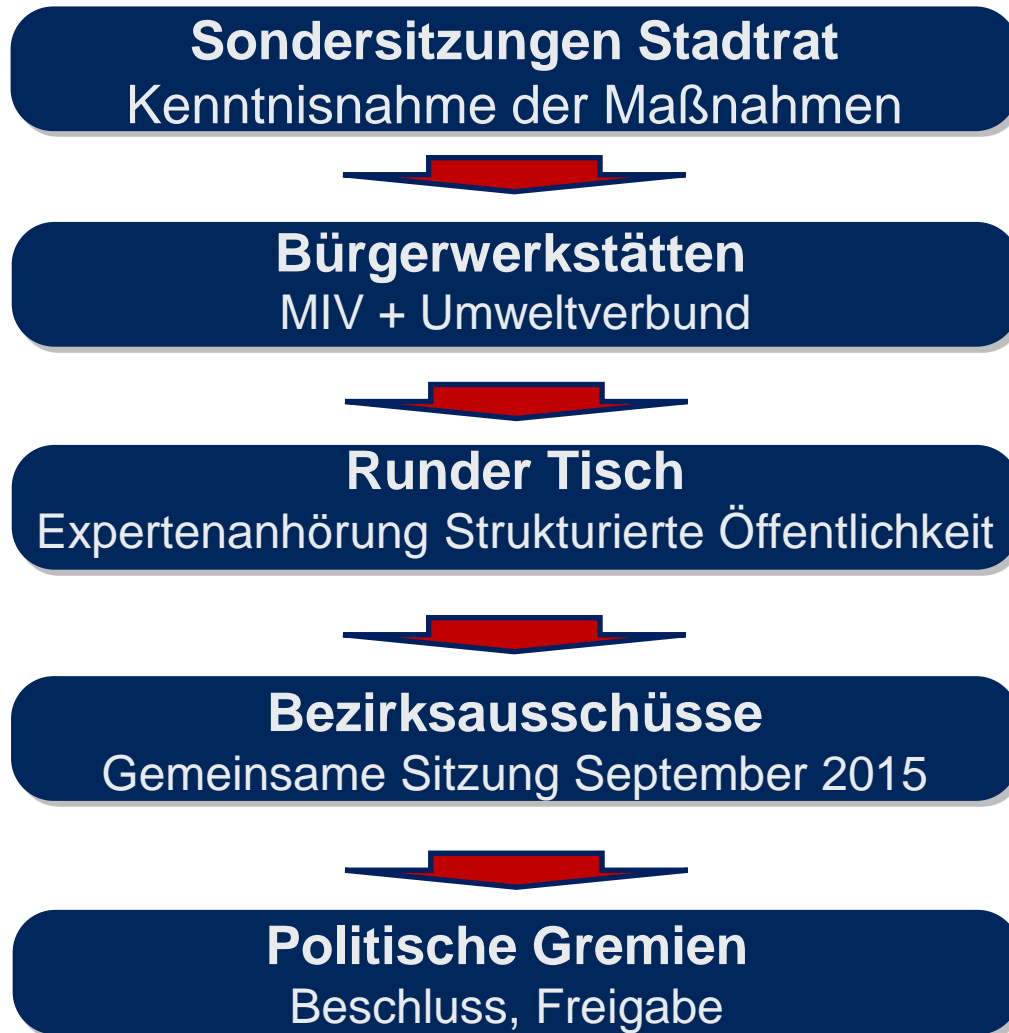 Sondersitzungen Stadtrat
Kenntnisnahme der Maßnahmen
Bürgerwerkstätten
MIV + Umweltverbund
Runder Tisch
Expertenanhörung Strukturierte Öffentlichkeit
Bezirksausschüsse
Gemeinsame Sitzung September 2015
Politische Gremien
Beschluss, Freigabe